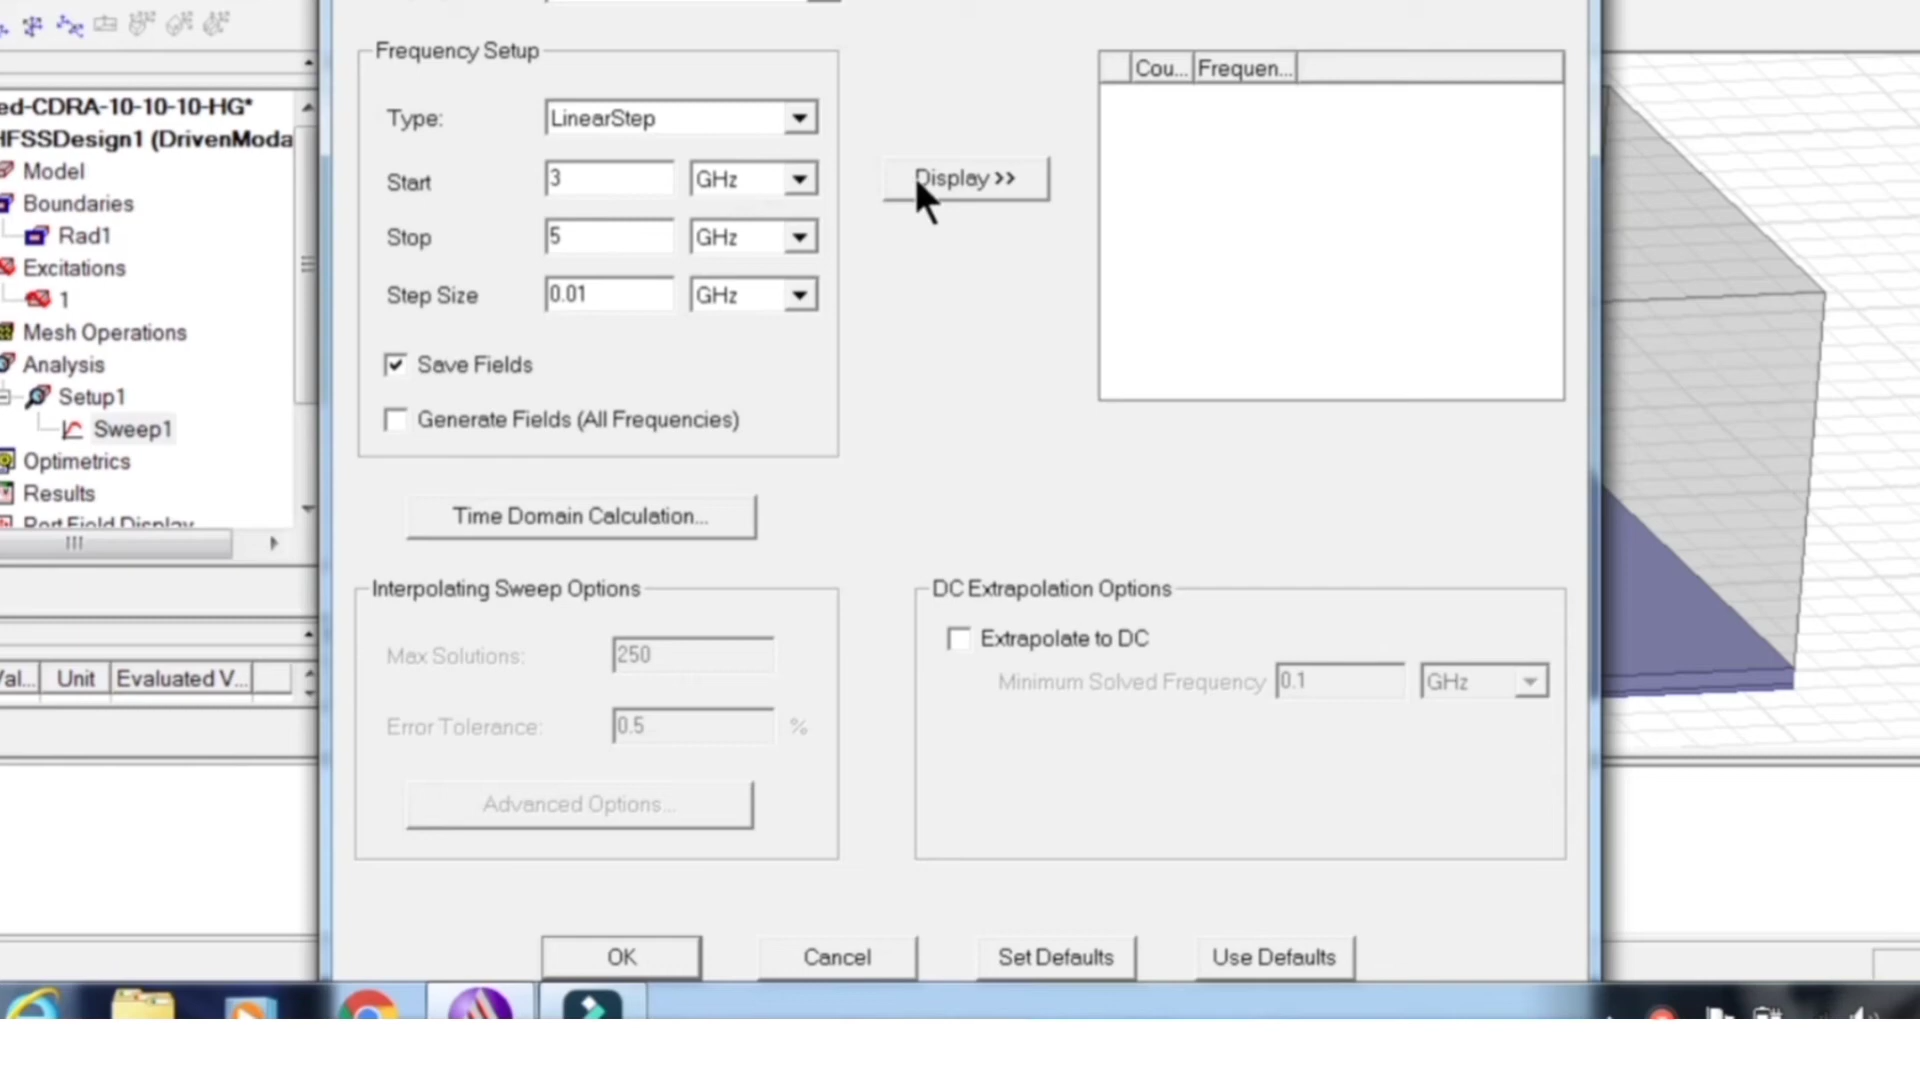 Frequency Setup
Type:
LinearStep
Start
3
GHz
Stop
5
GHz
Step Size
0.01
GHz
Save Fields
Generate Fields (All Frequencies)
Display >>
Cou... Frequen...
Time Domain Calculation...
Interpolating Sweep Options
Max Solutions:
250
Error Tolerance:
0.5
%
Advanced Options...
DC Extrapolation Options
Extrapolate to DC
Minimum Solved Frequency
0.1
GHz
OK
Cancel
Set Defaults
Use Defaults
ed-CDRA-10-10-10-HG*
HFSSDesign1 (DrivenModa
Model
Boundaries
Rad1
Excitations
1
Mesh Operations
Analysis
Setup1
Sweep1
Optimetrics
Results
Port Field Display
Val... Unit Evaluated V...